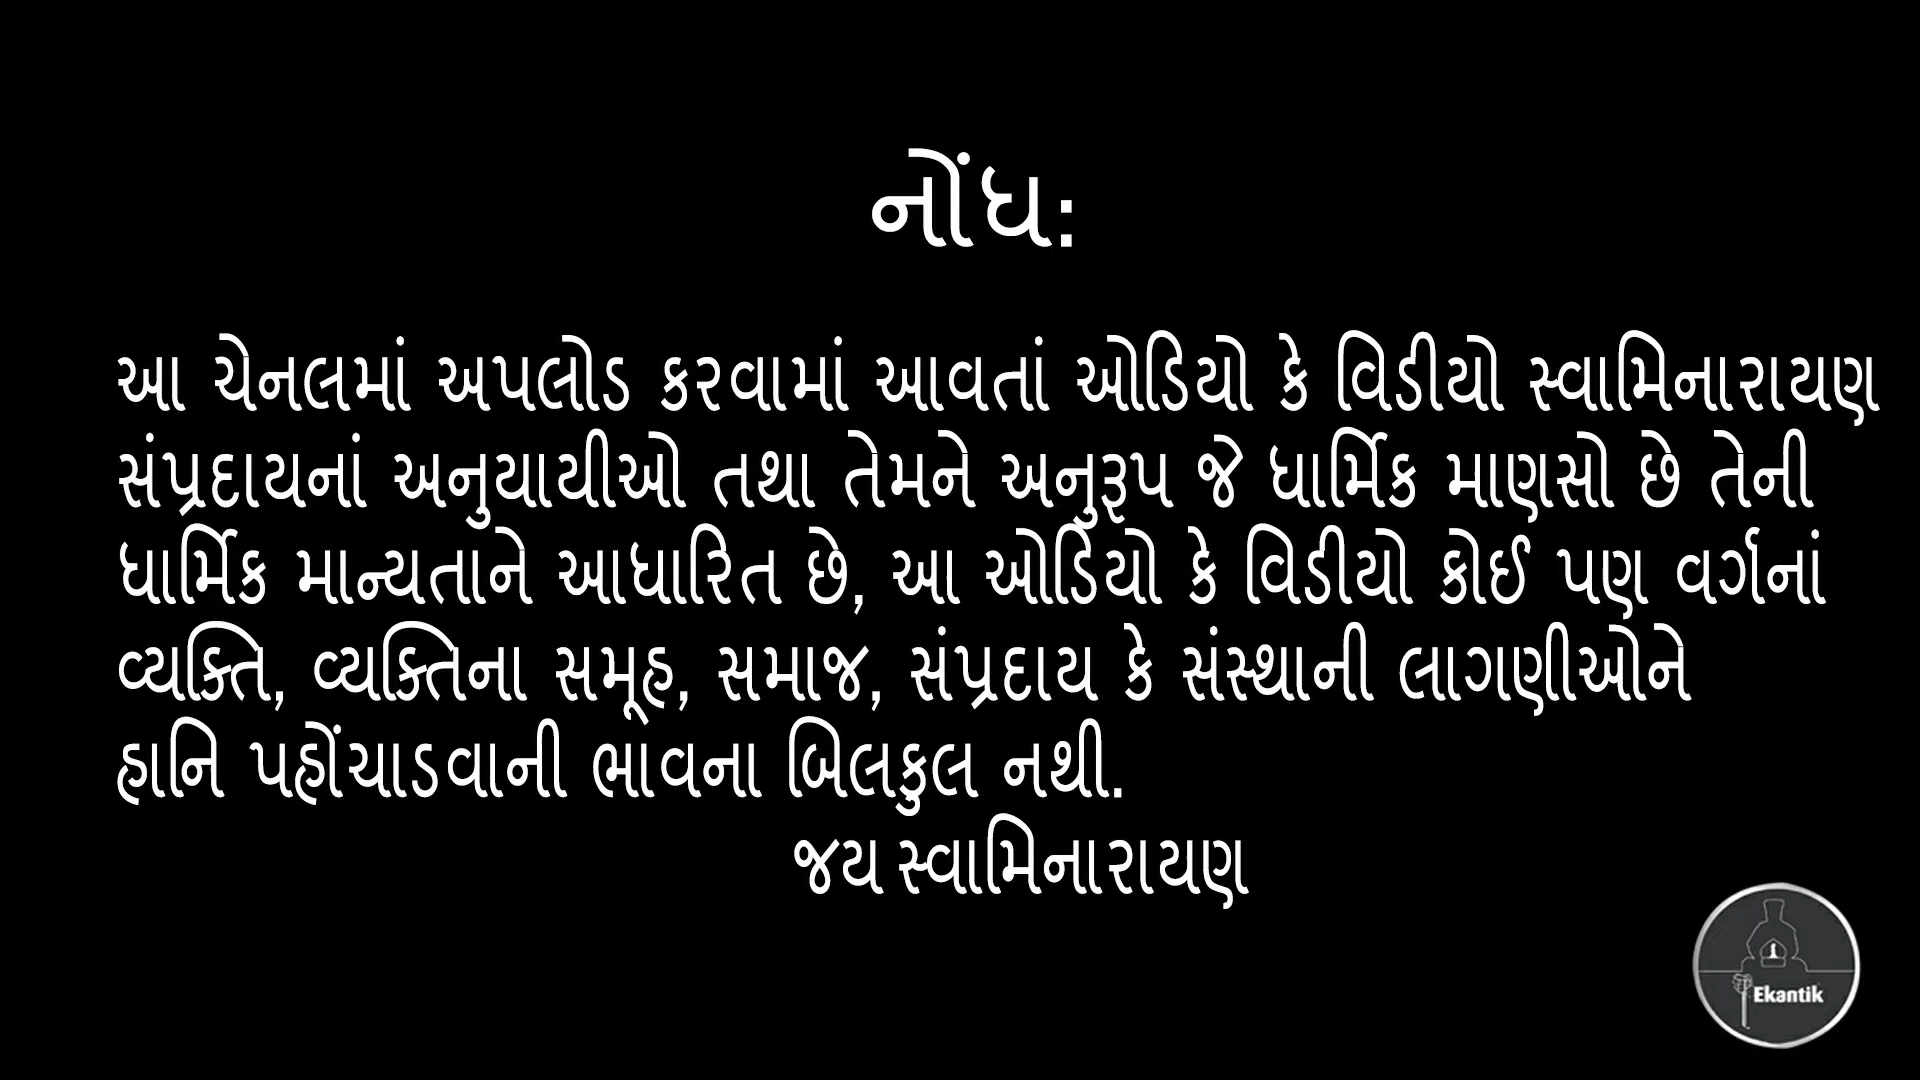 નોંધ:
આ ચેનલમાં અપલોડ કરવામાં આવતાં ઓડિયો કે વિડીયો સ્વામિનારાયણ
સંપ્રદાયનાં અનુયાયીઓ તથા તેમને અનુરૂપ જે ધાર્મિક માણસો છે તેની
ધાર્મિક માન્યતાને આધારિત છે, આ ઓડિયો કે વિડીયો કોઈ પણ વર્ગનાં
વ્યક્તિ, વ્યક્તિના સમૂહ, સમાજ, સંપ્રદાય કે સંસ્થાની લાગણીઓને
હાનિ પહોંચાડવાની ભાવના બિલકુલ નથી.
જય સ્વામિનારાયણ
Ekantik